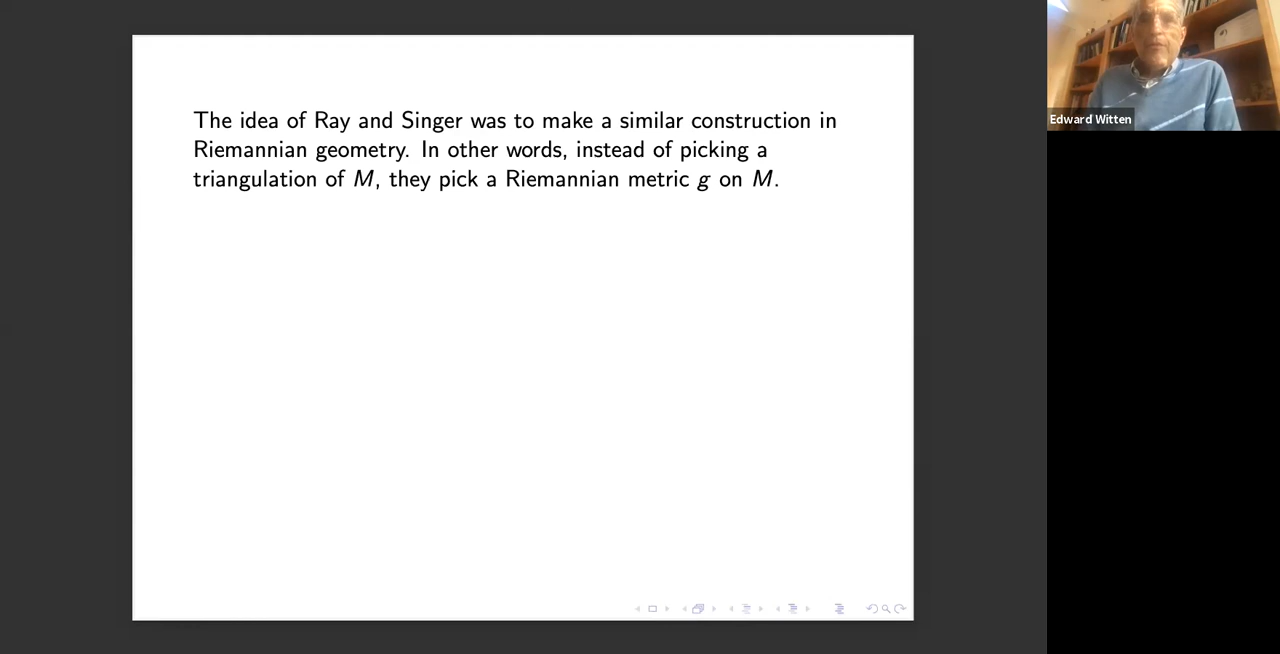 The idea of Ray and Singer was to make a similar construction in
Riemannian geometry. In other words, instead of picking a
triangulation of M, they pick a Riemannian metric g on M.
Edward Witten